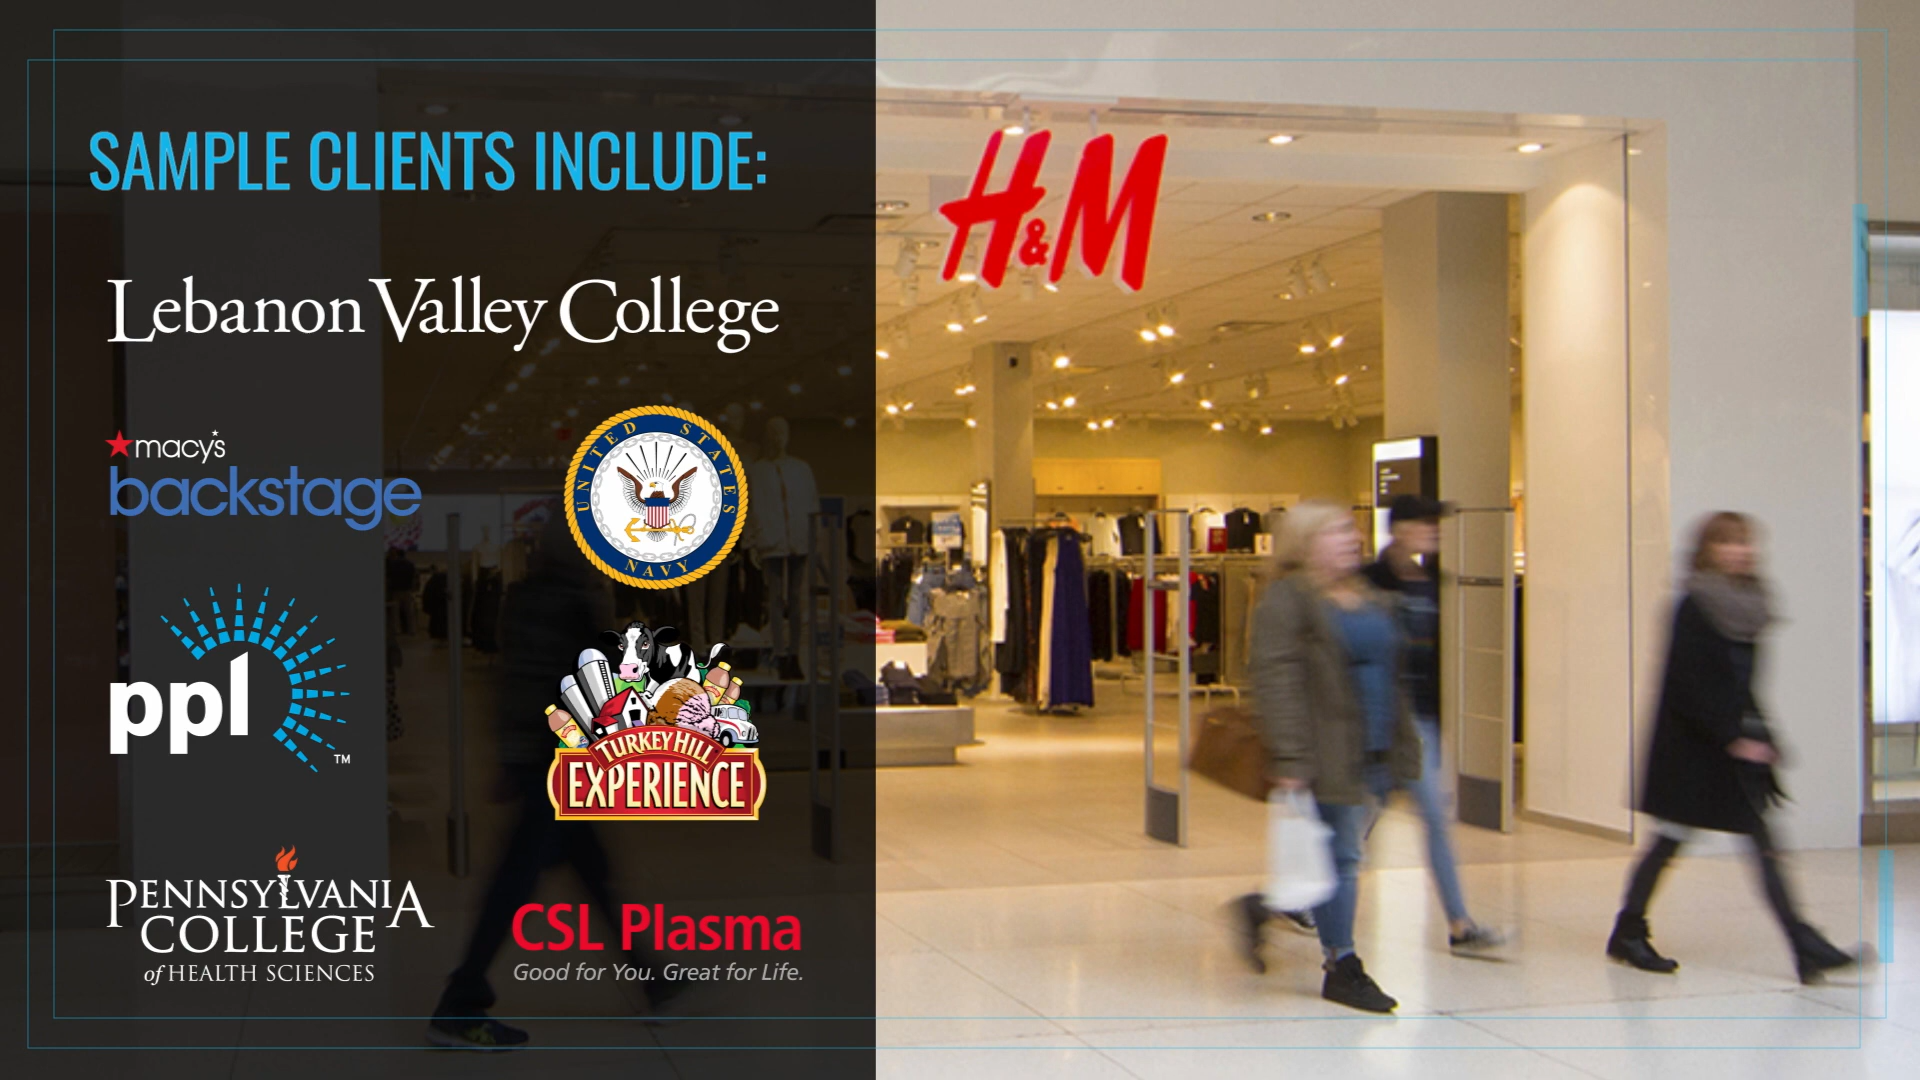 SAMPLE CLIENTS INCLUDE:
Lebanon Valley College
macy's
backstage
UNITED STATES
NAVY
ppl
TM
TURKEY HILL
EXPERIENCE
PENNSYLVANIA
COLLEGE
of HEALTH SCIENCES
CSL Plasma
Good for You. Great for Life.
H&M